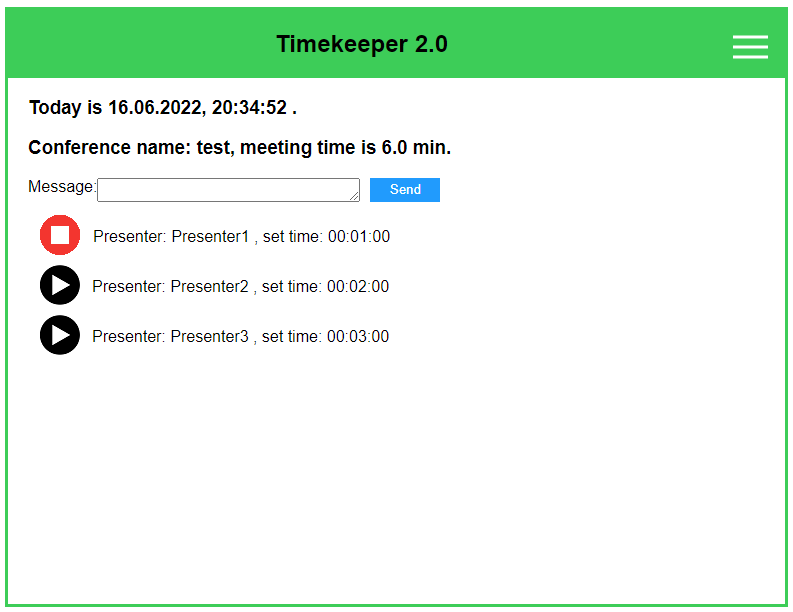 Timekeeper 2.0
Today is 16.06.2022, 20:34:52 .
Conference name: test, meeting time is 6.0 min.
Message: Send
Presenter: Presenter1 , set time: 00:01:00
Presenter: Presenter2 , set time: 00:02:00
Presenter: Presenter3 , set time: 00:03:00